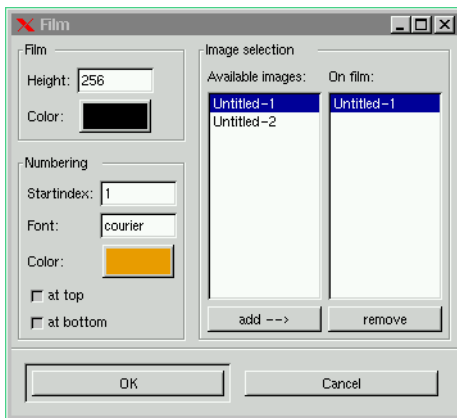 Film
Film
Height: 256
Color:
Numbering
Startindex: 1
Font: courier
Color:
at top
at bottom
Image selection
Available images:
Untitled-1
Untitled-2
add -->
On film:
Untitled-1
remove
OK
Cancel